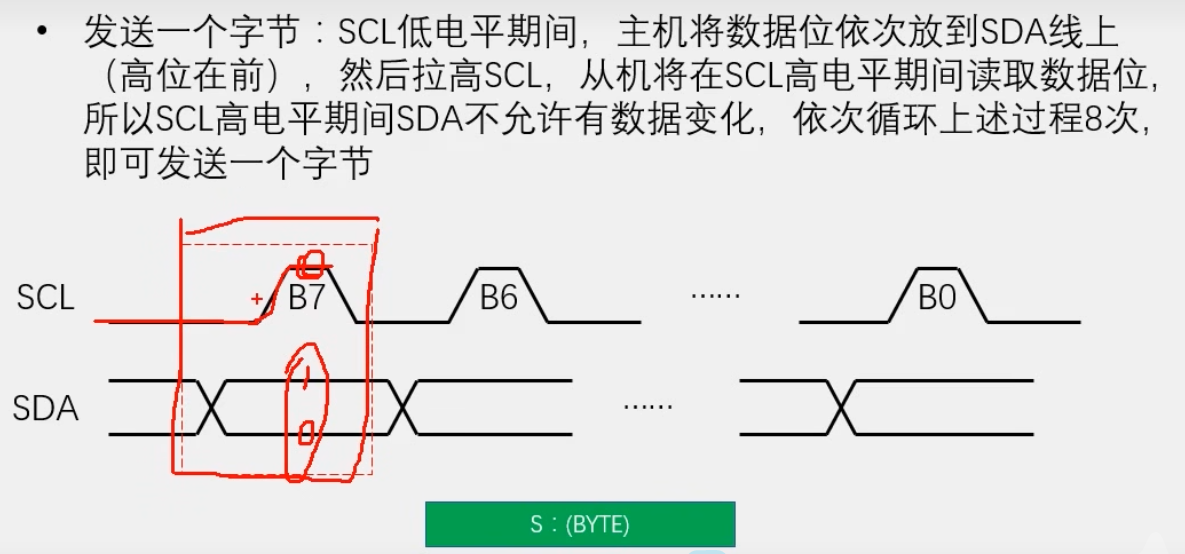 • 发送一个字节：SCL低电平期间，主机将数据位依次放到SDA线上
（高位在前），然后拉高SCL，从机将在SCL高电平期间读取数据位，
所以SCL高电平期间SDA不允许有数据变化，依次循环上述过程8次，
即可发送一个字节
SCL B7 B6 …… B0
1
SDA ……
0
S：(BYTE)